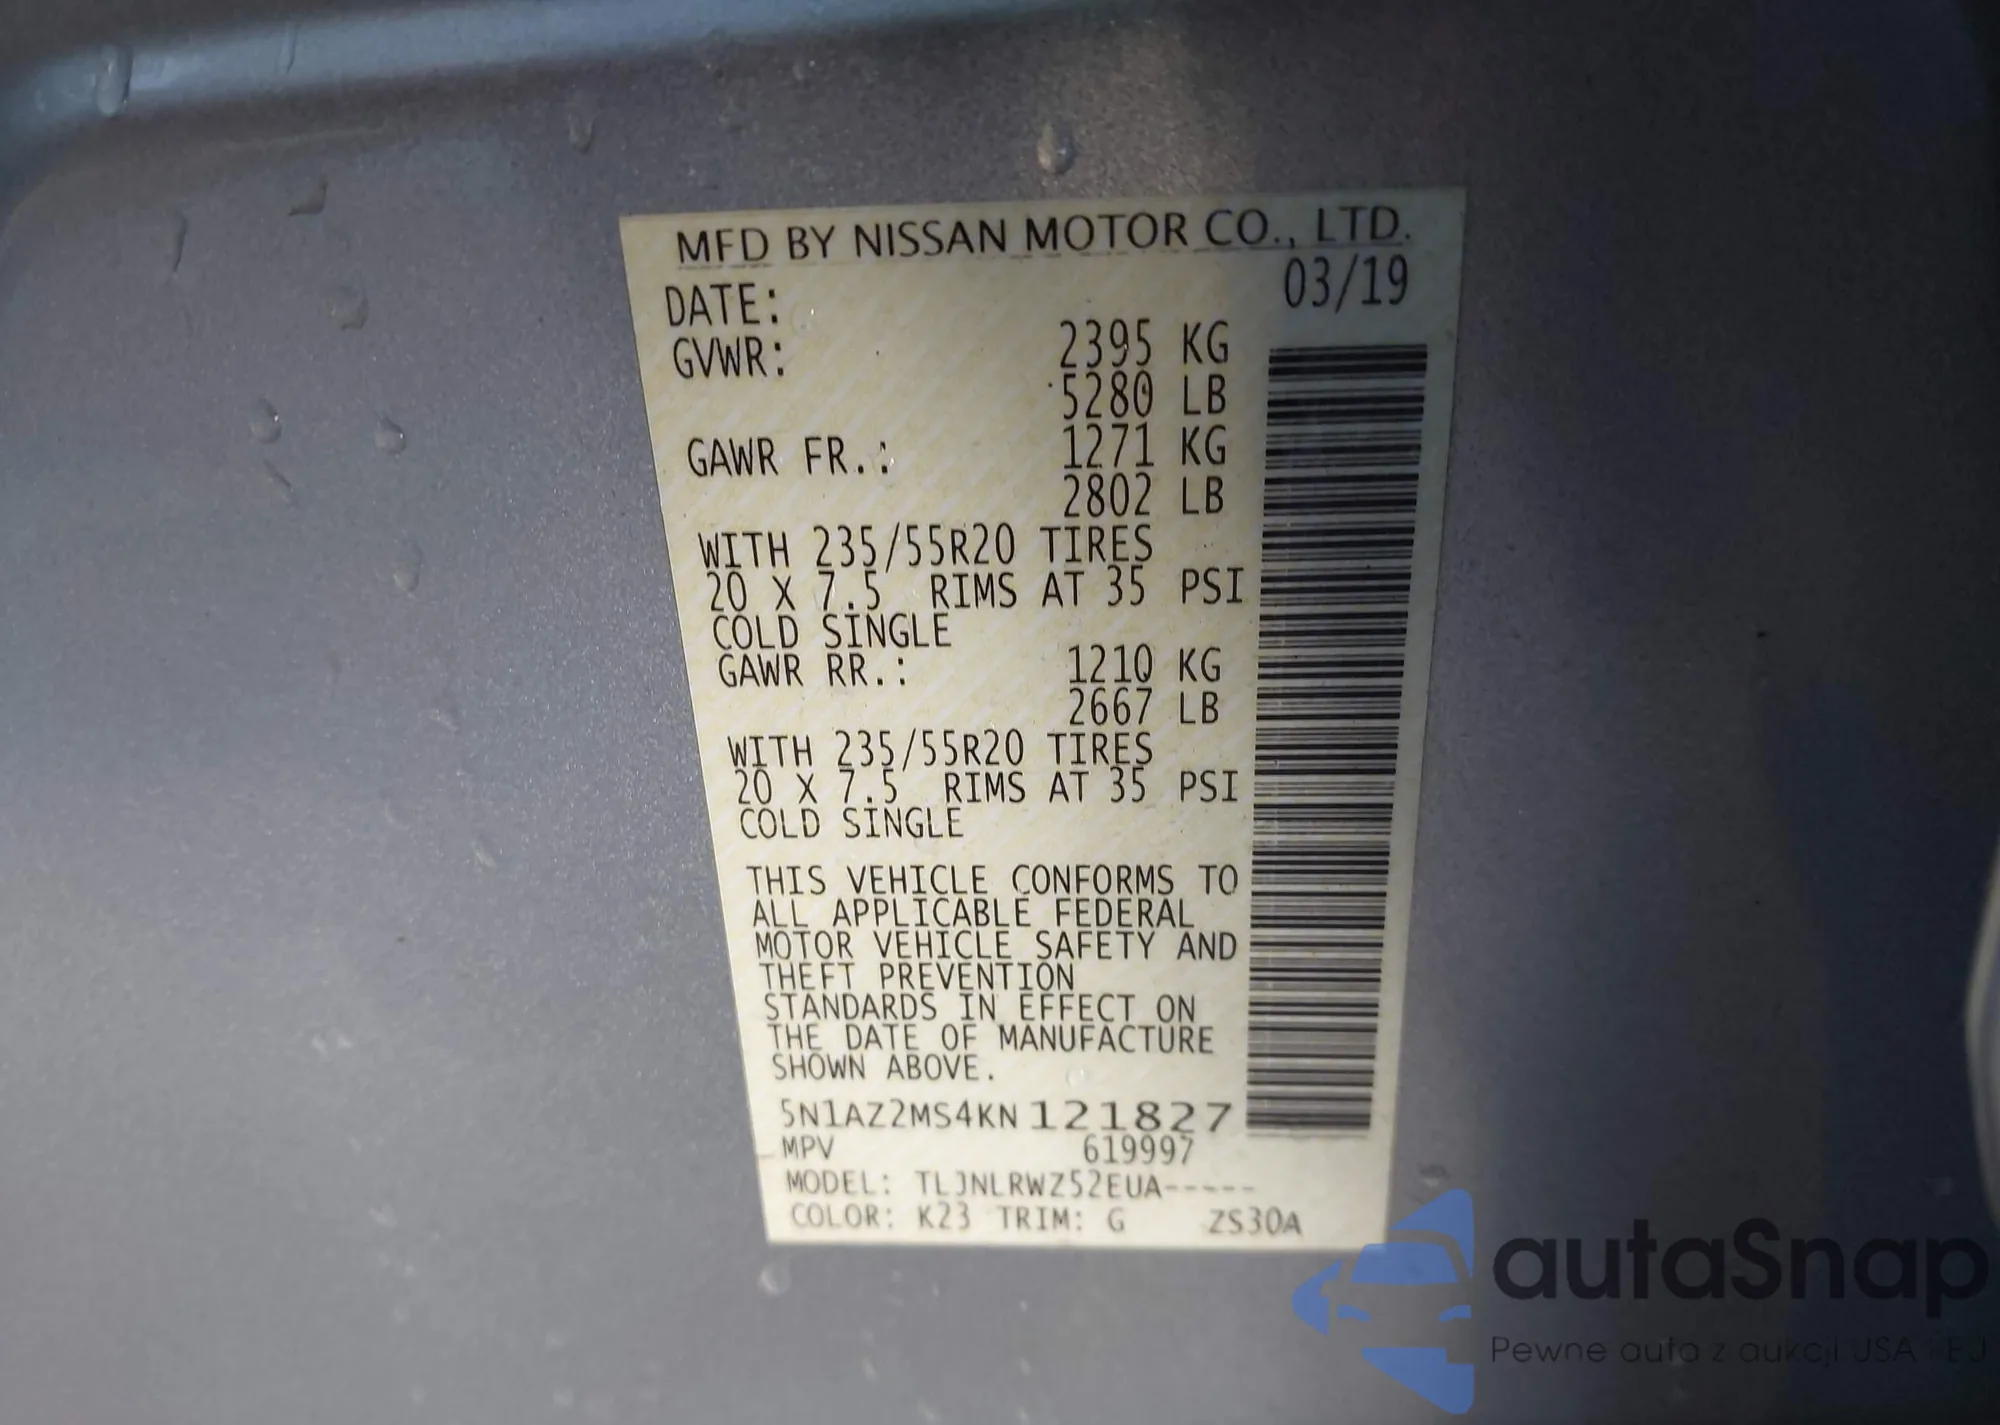 MFD BY NISSAN MOTOR CO., LTD.
DATE: 03/19
GVWR: 2395 KG
5280 LB
GAWR FR.: 1271 KG
2802 LB
WITH 235/55R20 TIRES
20 X 7.5 RIMS AT 35 PSI
COLD SINGLE
GAWR RR.: 1210 KG
2667 LB
WITH 235/55R20 TIRES
20 X 7.5 RIMS AT 35 PSI
COLD SINGLE
THIS VEHICLE CONFORMS TO
ALL APPLICABLE FEDERAL
MOTOR VEHICLE SAFETY AND
THEFT PREVENTION
STANDARDS IN EFFECT ON
THE DATE OF MANUFACTURE
SHOWN ABOVE.
5N1AZ2MS4KN121827
MPV 619997
MODEL: TLJNLRWZ52EUA-----
COLOR: K23 TRIM: G ZS30A
autaSnap
Pewne auta z aukcji USA i EJ